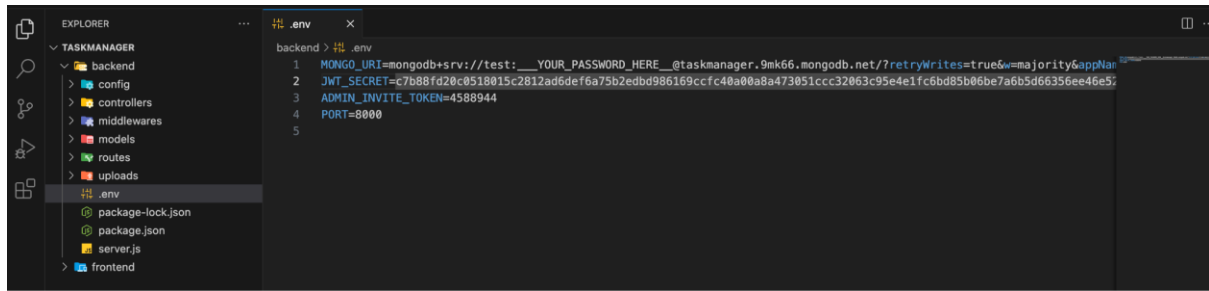 EXPLORER
TASKMANAGER
backend
config
controllers
middlewares
models
routes
uploads
.env
package-lock.json
package.json
server.js
frontend
.env
backend > .env
1 MONGO_URI=mongodb+srv://test:___YOUR_PASSWORD_HERE__@taskmanager.9mk66.mongodb.net/?retryWrites=true&w=majority&appNam
2 JWT_SECRET=c7b88fd20c0518015c2812ad6def6a75b2edbd986169ccfc40a00a8a473051ccc32063c95e4e1fc6bd85b06be7a6b5d66356ee46e52
3 ADMIN_INVITE_TOKEN=4588944
4 PORT=8000
5